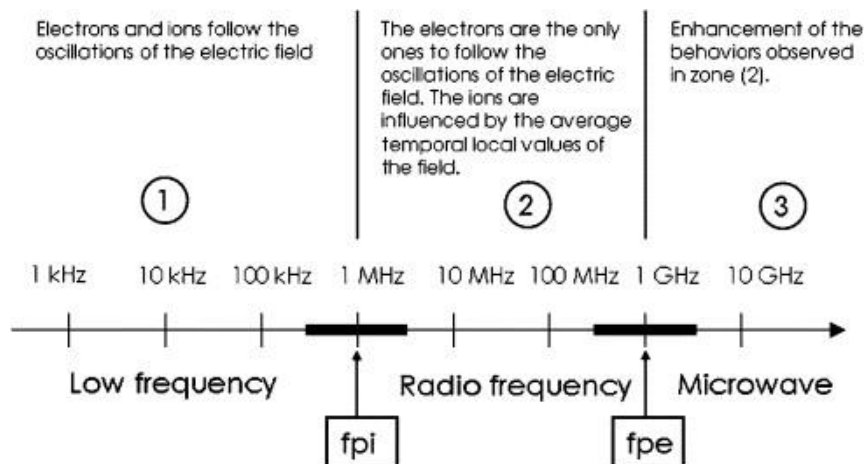 Electrons and ions follow the
oscillations of the electric field
The electrons are the only
ones to follow the
oscillations of the electric
field. The ions are
influenced by the average
temporal local values of
the field.
Enhancement of the
behaviors observed
in zone (2).
1
2
3
1 kHz 10 kHz 100 kHz 1 MHz 10 MHz 100 MHz 1 GHz 10 GHz
Low frequency Radio frequency Microwave
fpi fpe